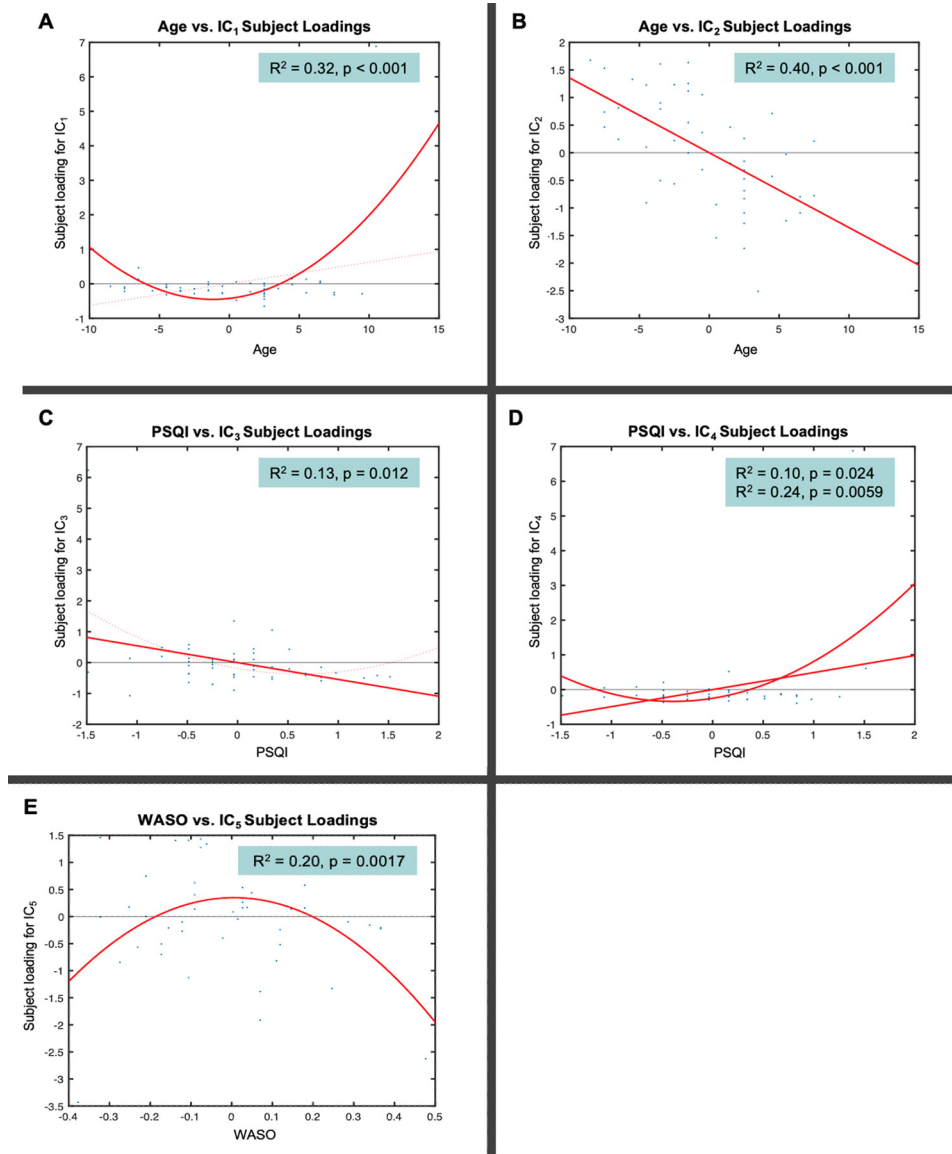 A
Age vs. IC₁ Subject Loadings
R² = 0.32, p < 0.001
7
6
5
4
3
2
1
0
-1
Subject loading for IC₁
-10 -5 0 5 10 15
Age
B
Age vs. IC₂ Subject Loadings
R² = 0.40, p < 0.001
2
1.5
1
0.5
0
-0.5
-1
-1.5
-2
-2.5
-3
Subject loading for IC₂
-10 -5 0 5 10 15
Age
C
PSQI vs. IC₃ Subject Loadings
R² = 0.13, p = 0.012
7
6
5
4
3
2
1
0
-1
-2
Subject loading for IC₃
-1.5 -1 -0.5 0 0.5 1 1.5 2
PSQI
D
PSQI vs. IC₄ Subject Loadings
R² = 0.10, p = 0.024
R² = 0.24, p = 0.0059
7
6
5
4
3
2
1
0
-1
Subject loading for IC₄
-1.5 -1 -0.5 0 0.5 1 1.5 2
PSQI
E
WASO vs. IC₅ Subject Loadings
R² = 0.20, p = 0.0017
1.5
1
0.5
0
-0.5
-1
-1.5
-2
-2.5
-3
-3.5
Subject loading for IC₅
-0.4 -0.3 -0.2 -0.1 0 0.1 0.2 0.3 0.4 0.5
WASO